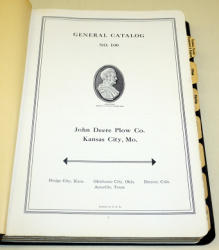 GENERAL CATALOG
NO. 100
John Deere Plow Co.
Kansas City, Mo.
Dodge City, Kans. Oklahoma City, Okla. Denver, Colo.
Amarillo, Texas